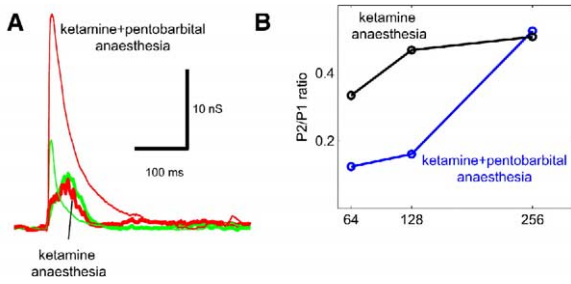 A
ketamine+pentobarbital
anaesthesia
10 nS
100 ms
ketamine
anaesthesia
B
ketamine
anaesthesia
P2/P1 ratio
0.4
0.2
ketamine+pentobarbital
anaesthesia
64
128
256